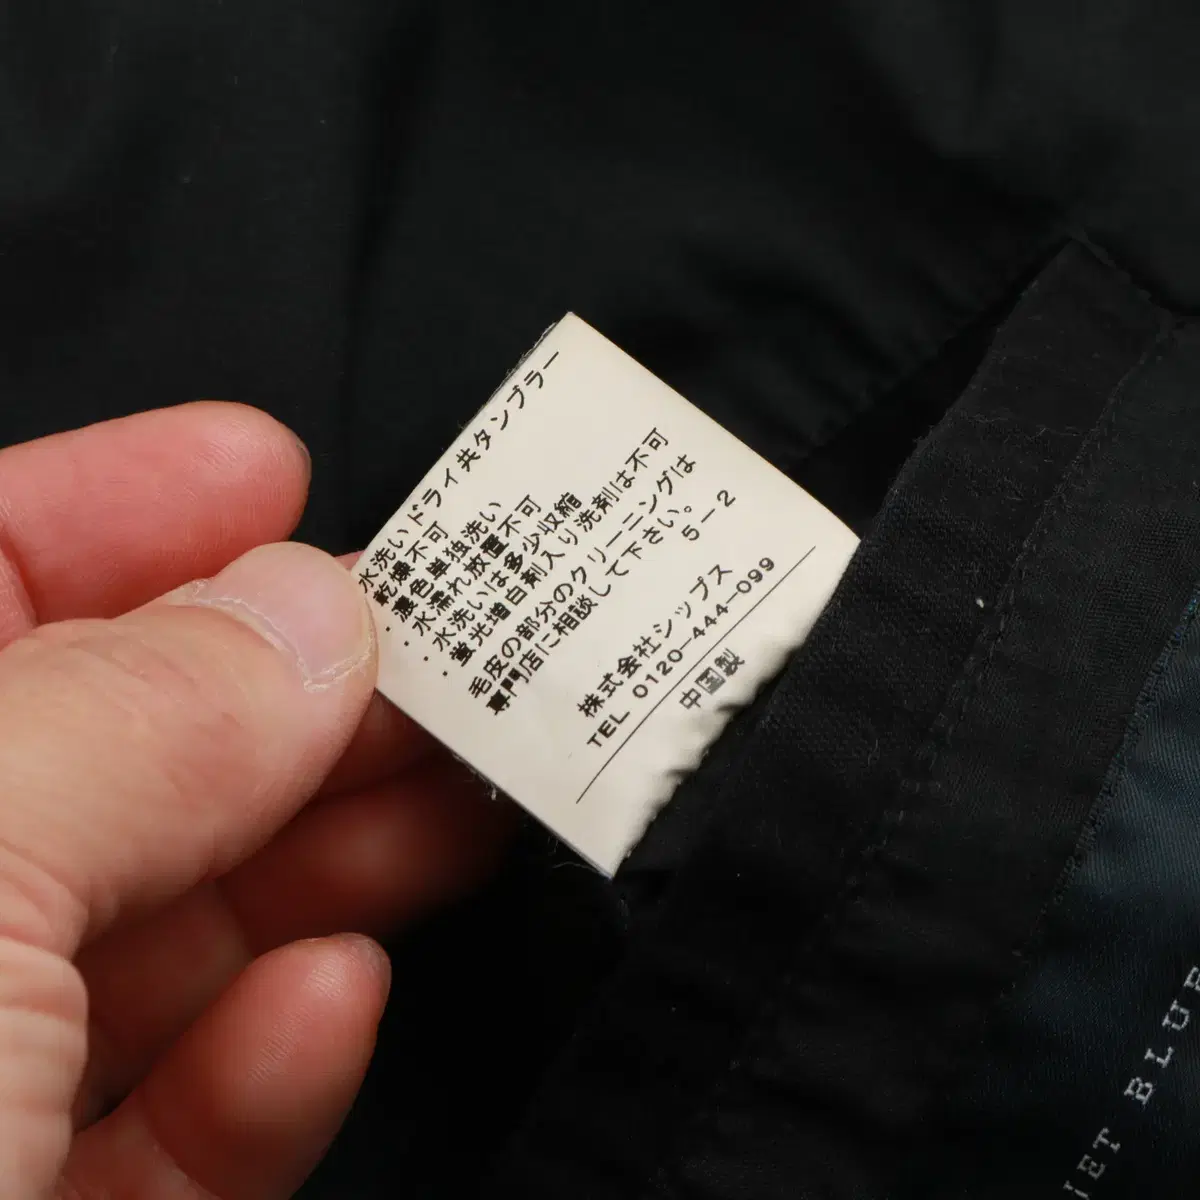 水洗いドライ共タンブラー
乾燥不可
・濃色単独洗い
・水濡れ放置不可
・水洗いは多少収縮
・蛍光増白剤入り洗剤は不可
毛皮の部分のクリーニングは
専門店に相談して下さい。
5-2
株式会社シップス
TEL 0120-444-099
中国製
JET BLUE